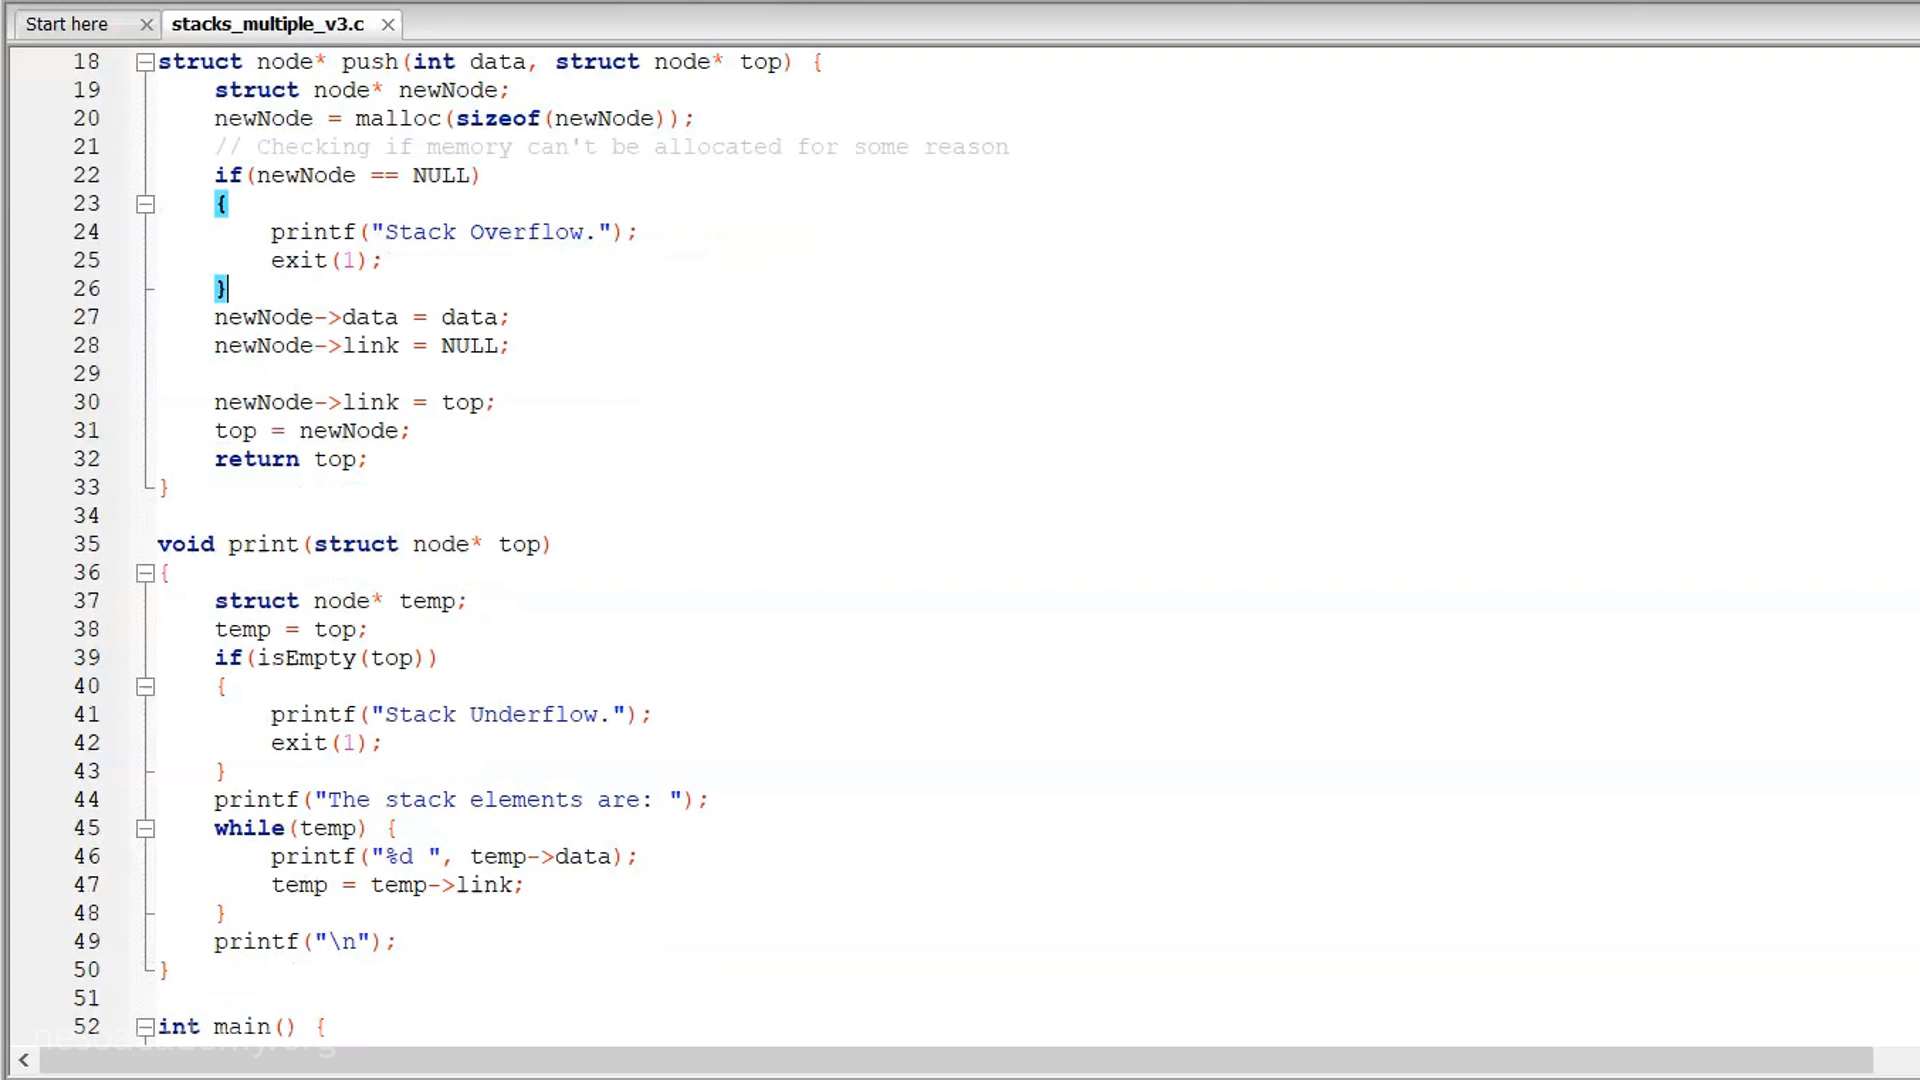 Start here
stacks_multiple_v3.c
18 struct node* push(int data, struct node* top) {
19 struct node* newNode;
20 newNode = malloc(sizeof(newNode));
21 // Checking if memory can't be allocated for some reason
22 if(newNode == NULL)
23 {
24 printf("Stack Overflow.");
25 exit(1);
26 }
27 newNode->data = data;
28 newNode->link = NULL;
29
30 newNode->link = top;
31 top = newNode;
32 return top;
33 }
34
35 void print(struct node* top)
36 {
37 struct node* temp;
38 temp = top;
39 if(isEmpty(top))
40 {
41 printf("Stack Underflow.");
42 exit(1);
43 }
44 printf("The stack elements are: ");
45 while(temp) {
46 printf("%d ", temp->data);
47 temp = temp->link;
48 }
49 printf("\n");
50 }
51
52 int main() {
nesoacademy.org